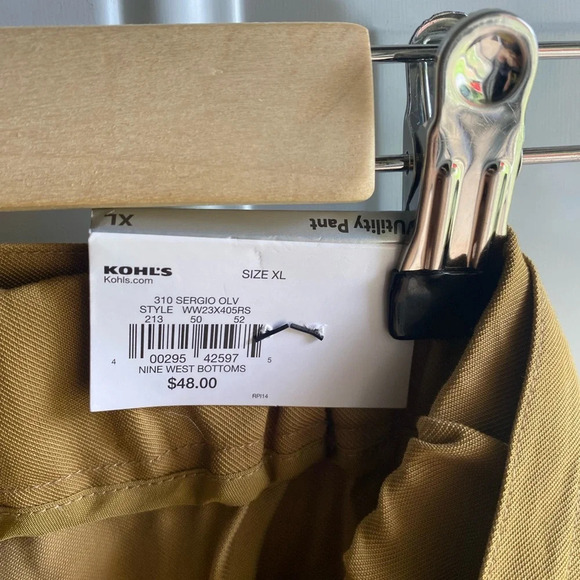 XL
Utility Pant
KOHL'S
Kohls.com
SIZE XL
310 SERGIO OLV
STYLE WW23X405RS
213 50 52
4 00295 42597 5
NINE WEST BOTTOMS
$48.00
RPI14